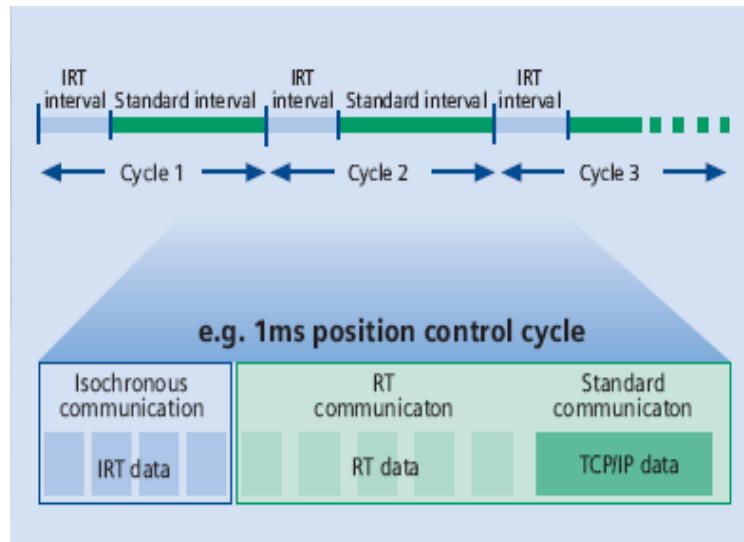 IRT interval
Standard interval
IRT interval
Standard interval
IRT interval
Cycle 1
Cycle 2
Cycle 3
e.g. 1ms position control cycle
Isochronous
communication
RT
communicaton
Standard
communicaton
IRT data
RT data
TCP/IP data